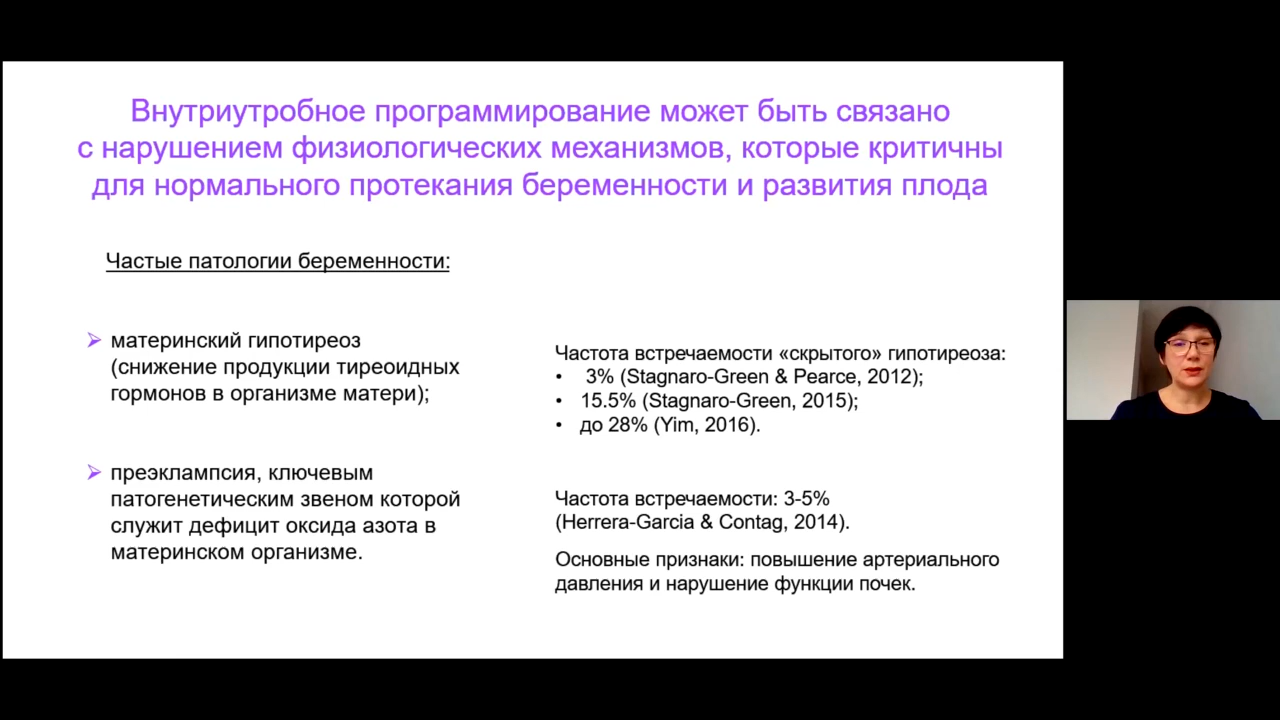 Внутриутробное программирование может быть связано
с нарушением физиологических механизмов, которые критичны
для нормального протекания беременности и развития плода
Частые патологии беременности:
➢ материнский гипотиреоз
(снижение продукции тиреоидных
гормонов в организме матери);
Частота встречаемости «скрытого» гипотиреоза:
• 3% (Stagnaro-Green & Pearce, 2012);
• 15.5% (Stagnaro-Green, 2015);
• до 28% (Yim, 2016).
➢ преэклампсия, ключевым
патогенетическим звеном которой
служит дефицит оксида азота в
материнском организме.
Частота встречаемости: 3-5%
(Herrera-Garcia & Contag, 2014).
Основные признаки: повышение артериального
давления и нарушение функции почек.